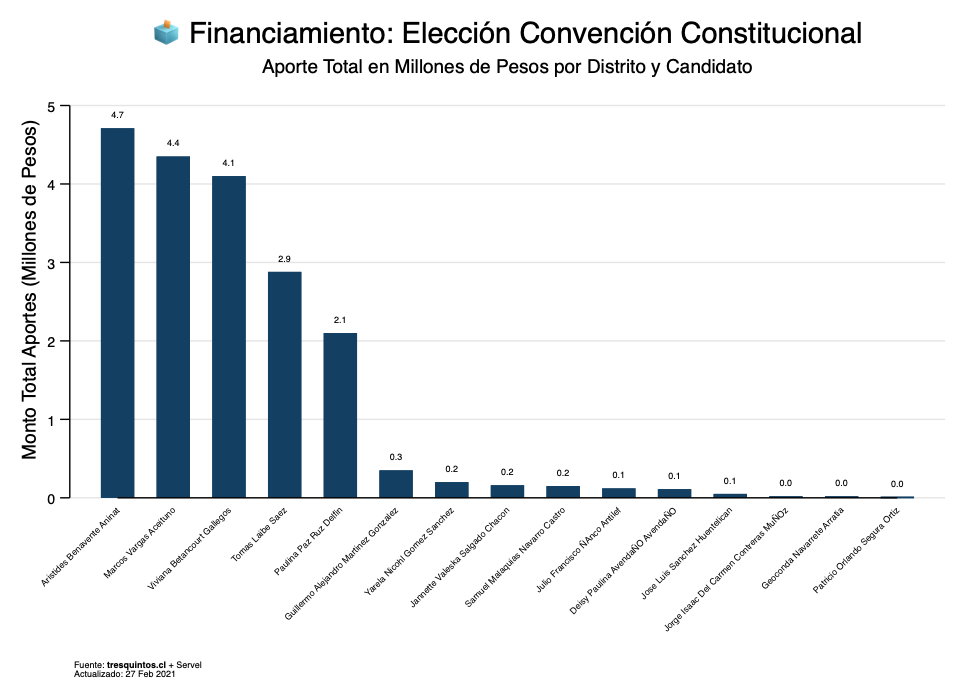 Financiamiento: Elección Convención Constitucional
Aporte Total en Millones de Pesos por Distrito y Candidato
Monto Total Aportes (Millones de Pesos)
5
4
3
2
1
0
4.7
4.4
4.1
2.9
2.1
0.3
0.2
0.2
0.2
0.1
0.1
0.1
0.0
0.0
0.0
Aristides Benavente Aninat
Marcos Vargas Aceituno
Viviana Betancourt Gallegos
Tomas Laibe Saez
Paulina Paz Ruz Delfin
Guillermo Alejandro Martinez Gonzalez
Yarela Nicohl Gomez Sanchez
Jannette Valeska Salgado Chacon
Samuel Malaquias Navarro Castro
Julio Francisco ÑAnco Antilef
Deisy Paulina AvendaÑO AvendaÑO
Jose Luis Sanchez Huentelican
Jorge Isaac Del Carmen Contreras MuÑOz
Geoconda Navarrete Arratia
Patricio Orlando Segura Ortiz
Fuente: tresquintos.cl + Servel
Actualizado: 27 Feb 2021